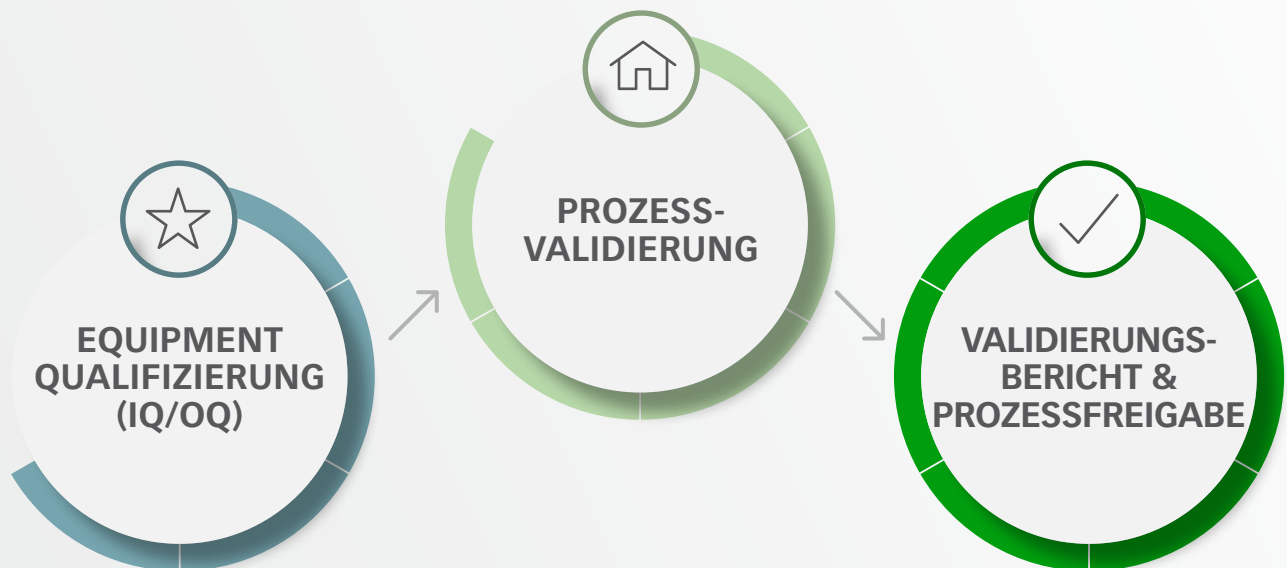 EQUIPMENT
QUALIFIZIERUNG
(IQ/OQ)
PROZESS-
VALIDIERUNG
VALIDIERUNGS-
BERICHT &
PROZESSFREIGABE